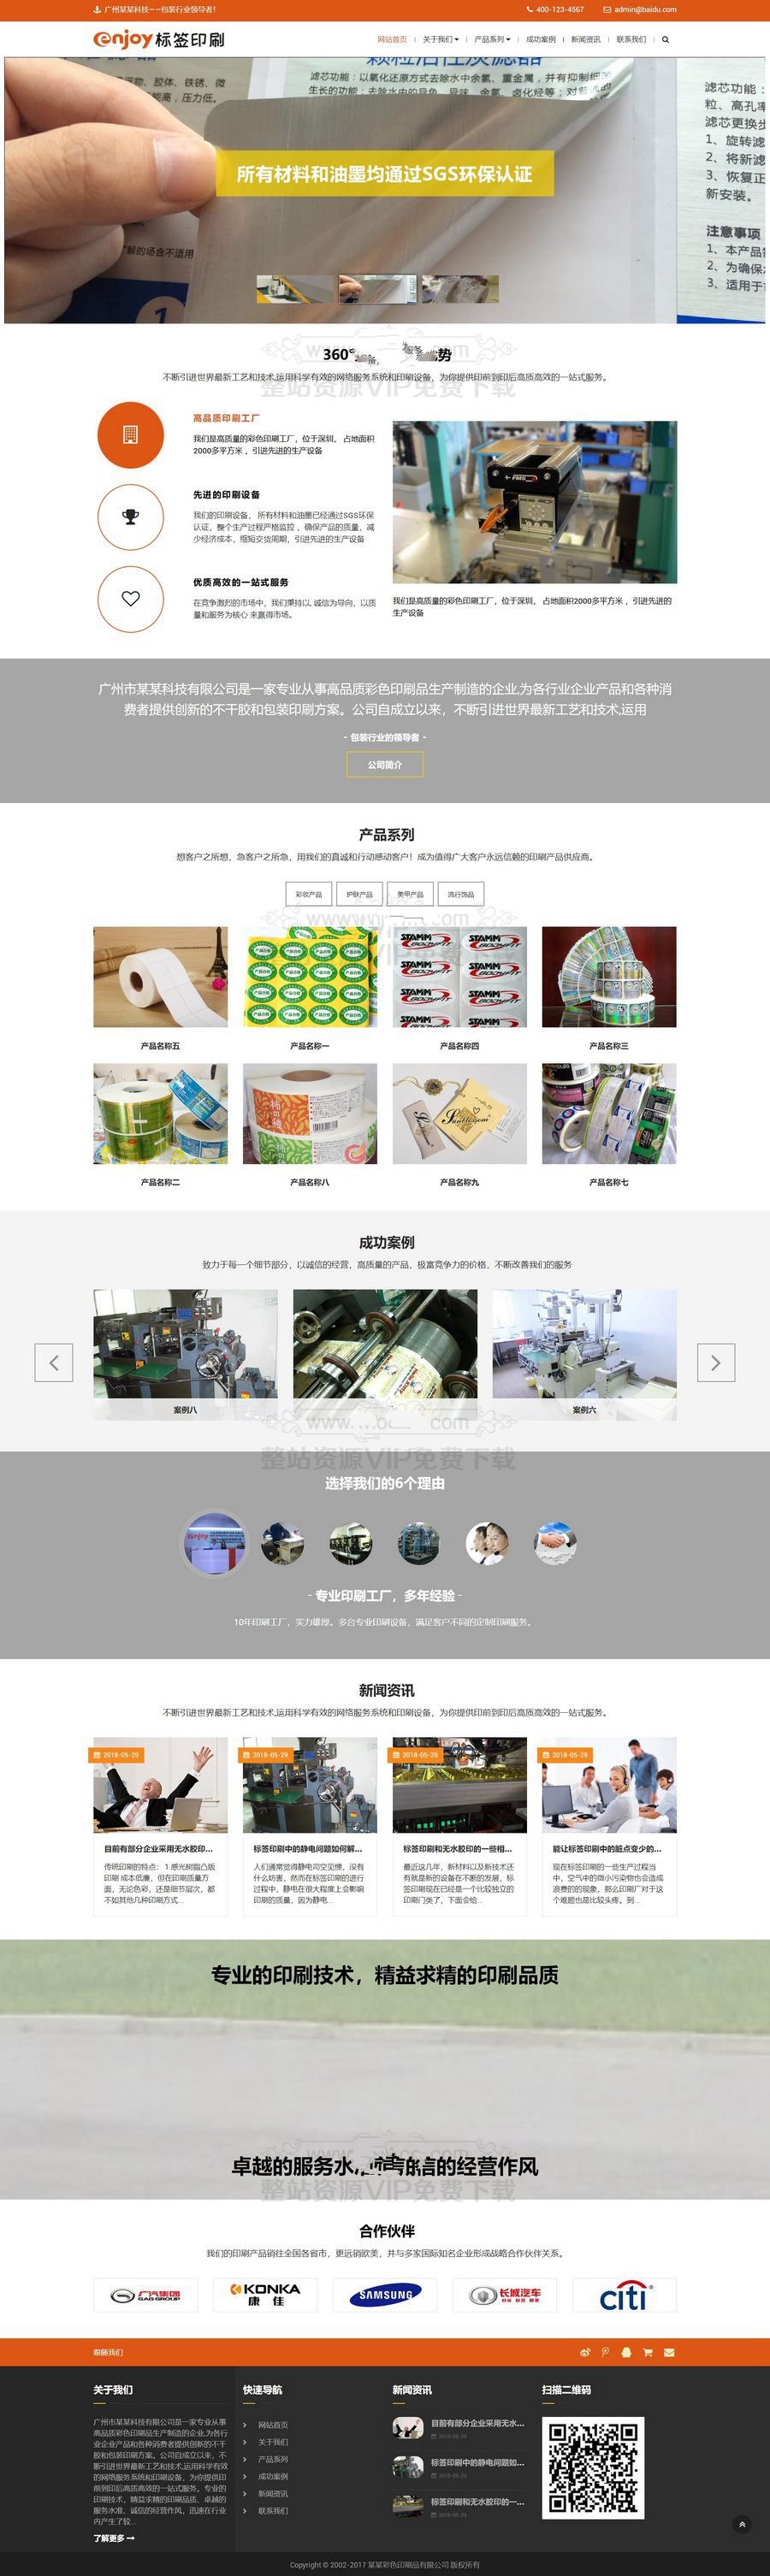 广州某某科技——包装行业领导者!
400-123-4567
admin@baidu.com
enjoy标签印刷
网站首页
关于我们
产品系列
成功案例
新闻资讯
联系我们
所有材料和油墨均通过SGS环保认证
注意事项
360°
势
不断引进世界最新工艺和技术,运用科学有效的网络服务系统和印刷设备，为你提供印前到印后高质高效的一站式服务。
整站资源VIP免费下载
高品质印刷工厂
我们是高质量的彩色印刷工厂，位于深圳， 占地面积
2000多平方米， 引进先进的生产设备
先进的印刷设备
我们的印刷设备， 所有材料和油墨已经通过SGS环保
认证，整个生产过程严格监控，确保产品的质量，减
少经济成本，缩短交货周期，引进先进的生产设备
优质高效的一站式服务
在竞争激烈的市场中，我们秉持以, 诚信为导向，以质
量和服务为核心 来赢得市场。
我们是高质量的彩色印刷工厂，位于深圳， 占地面积2000多平方米， 引进先进的
生产设备
广州市某某科技有限公司是一家专业从事高品质彩色印刷品生产制造的企业,为各行业企业产品和各种消
费者提供创新的不干胶和包装印刷方案。公司自成立以来，不断引进世界最新工艺和技术,运用
- 包装行业的领导者 -
公司简介
产品系列
想客户之所想，急客户之所急，用我们的真诚和行动感动客户！成为值得广大客户永远信赖的印刷产品供应商。
彩妆产品
护肤产品
美甲产品
流行饰品
产品名称五
产品名称一
产品名称四
产品名称三
产品名称二
产品名称八
产品名称九
产品名称七
成功案例
致力于每一个细节部分，以诚信的经营，高质量的产品，极富竞争力的价格，不断改善我们的服务
案例八
案例六
整站资源VIP免费下载
选择我们的6个理由
- 专业印刷工厂，多年经验 -
10年印刷工厂，实力雄厚。多台专业印刷设备，满足客户不同的定制印刷服务。
新闻资讯
不断引进世界最新工艺和技术,运用科学有效的网络服务系统和印刷设备，为你提供印前到印后高质高效的一站式服务。
2018-05-29
2018-05-29
2018-05-29
2018-05-29
目前有部分企业采用无水胶印...
传统印刷的特点： 1.感光树脂凸版
印刷 成本低廉，但在印刷质量方
面，无论色彩，还是细节层次，都
不如其他几种印刷方式...
标签印刷中的静电问题如何解...
人们通常觉得静电司空见惯，没有
什么妨害，然而在标签印刷的进行
过程中，静电在很大程度上会影响
印刷的质量，因为静电...
标签印刷和无水胶印的一些相...
最近这几年，新材料以及新技术还
有就是新的设备在不断的发展，标
签印刷现在已经是一个比较独立的
印刷门类了，下面会给...
能让标签印刷中的脏点变少的...
现在标签印刷的一些生产过程当
中，空气中的微小污染物也会造成
浪费的的现象，那么印刷厂对于这
个难题也是比较头疼。到...
专业的印刷技术，精益求精的印刷品质
卓越的服务水 信的经营作风
整站资源VIP免费下载
合作伙伴
我们的印刷产品销往全国各省市，更远销欧美，并与多家国际知名企业形成战略合作伙伴关系。
广汽集团
GAC GROUP
KONKA
康 佳
SAMSUNG
长城汽车
citi
跟随我们
关于我们
广州市某某科技有限公司是一家专业从事
高品质彩色印刷品生产制造的企业,为各行
业企业产品和各种消费者提供创新的不干
胶和包装印刷方案。公司自成立以来，不
断引进世界最新工艺和技术,运用科学有效
的网络服务系统和印刷设备，为你提供印
前到印后高质高效的一站式服务。专业的
印刷技术，精益求精的印刷品质、卓越的
服务水准、诚信的经营作风，迅速在行业
内产生了较...
了解更多
快速导航
网站首页
关于我们
产品系列
成功案例
新闻资讯
联系我们
新闻资讯
目前有部分企业采用无水...
2018-05-29
标签印刷中的静电问题如...
2018-05-29
标签印刷和无水胶印的一...
2018-05-29
扫描二维码
Copyright © 2002-2017 某某彩色印刷品有限公司 版权所有